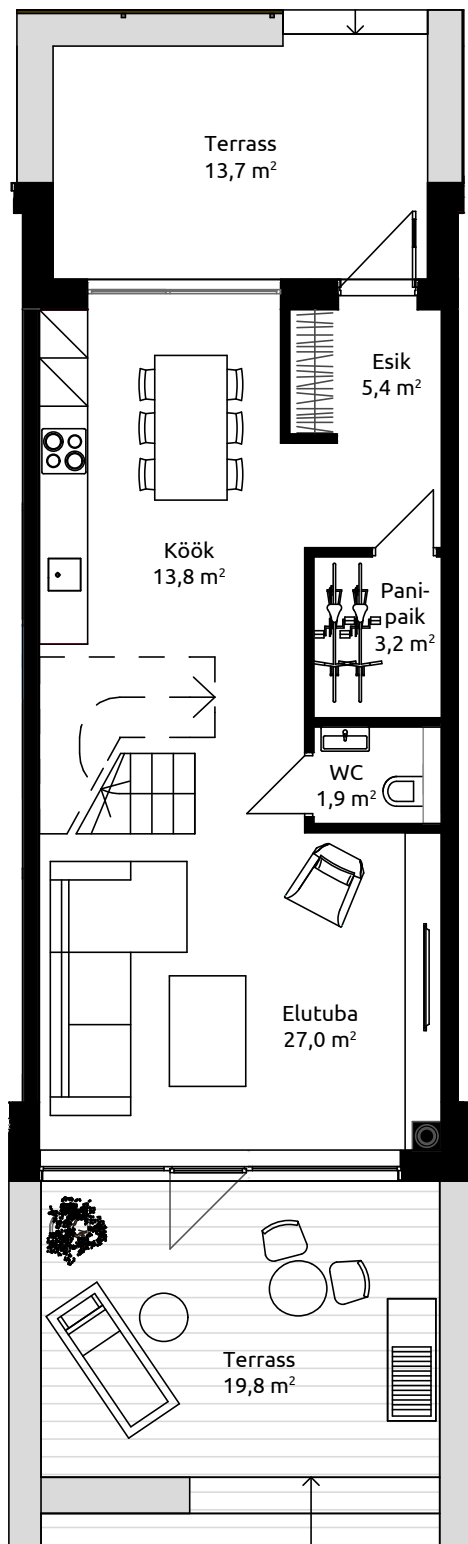 Terrass
13,7 m²
Esik
5,4 m²
Köök
13,8 m²
Pani-
paik
3,2 m²
WC
1,9 m²
Elutuba
27,0 m²
Terrass
19,8 m²